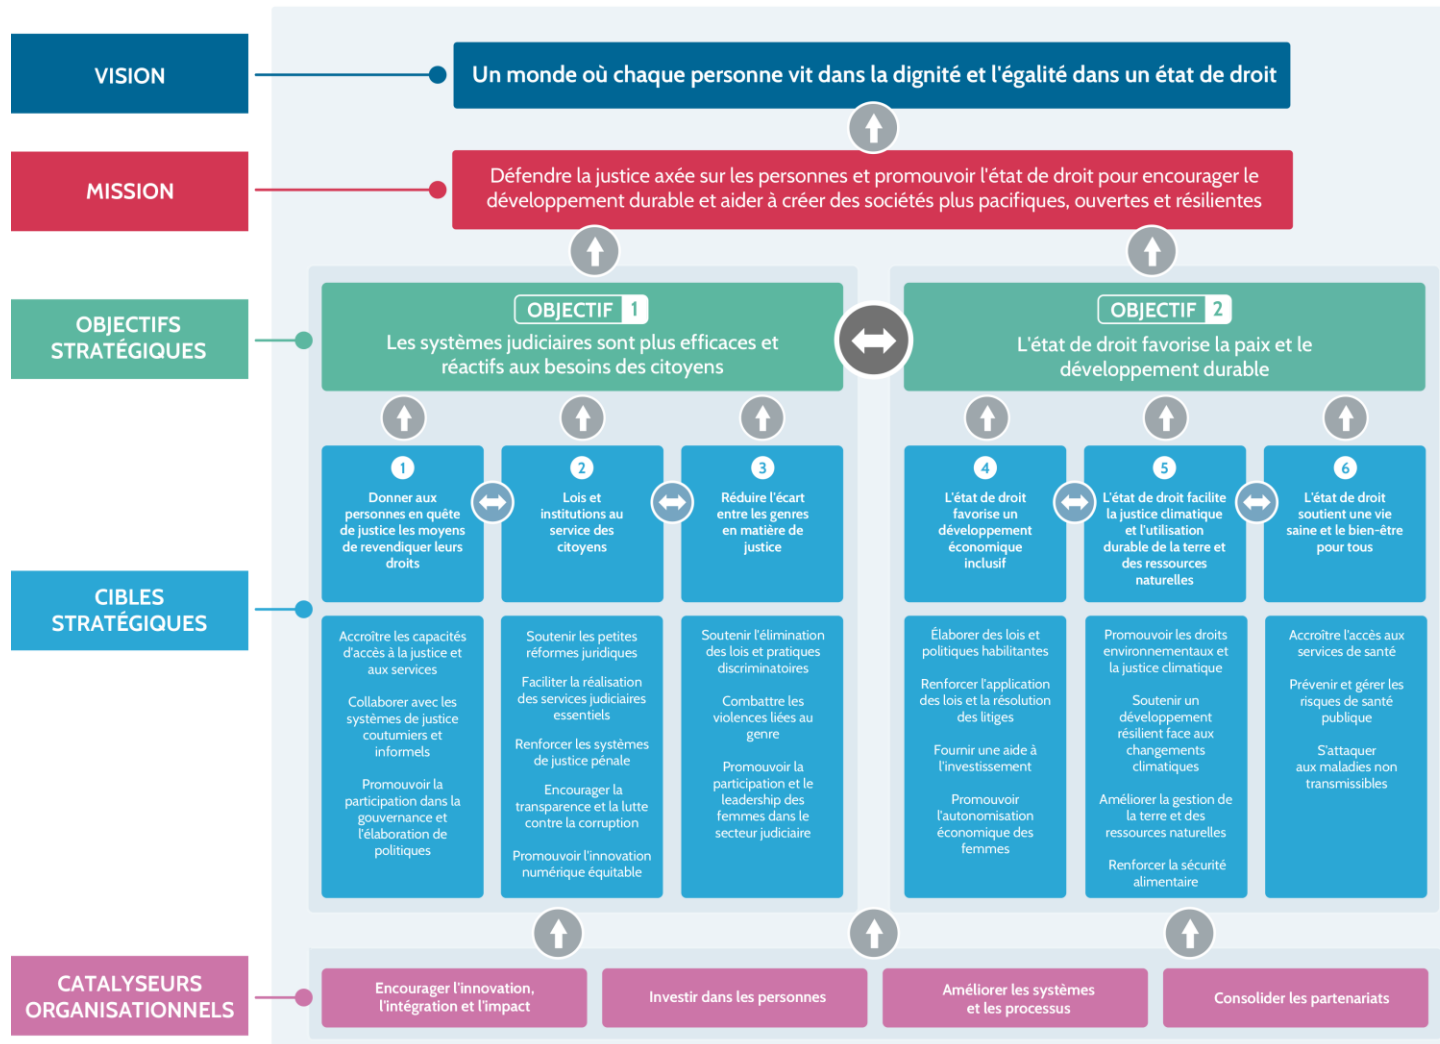 VISION
Un monde où chaque personne vit dans la dignité et l'égalité dans un état de droit
MISSION
Défendre la justice axée sur les personnes et promouvoir l'état de droit pour encourager le
développement durable et aider à créer des sociétés plus pacifiques, ouvertes et résilientes
OBJECTIFS
STRATÉGIQUES
OBJECTIF 1
Les systèmes judiciaires sont plus efficaces et
réactifs aux besoins des citoyens
OBJECTIF 2
L'état de droit favorise la paix et le
développement durable
CIBLES
STRATÉGIQUES
1
Donner aux
personnes en quête
de justice les moyens
de revendiquer leurs
droits
2
Lois et
institutions au
service des
citoyens
3
Réduire l'écart
entre les genres
en matière de
justice
4
L'état de droit
favorise un
développement
économique
inclusif
5
L'état de droit facilite
la justice climatique
et l'utilisation
durable de la terre et
des ressources
naturelles
6
L'état de droit
soutient une vie
saine et le bien-être
pour tous
Accroître les capacités
d'accès à la justice et
aux services
Collaborer avec les
systèmes de justice
coutumiers et
informels
Promouvoir la
participation dans la
gouvernance et
l'élaboration de
politiques
Soutenir les petites
réformes juridiques
Faciliter la réalisation
des services judiciaires
essentiels
Renforcer les systèmes
de justice pénale
Encourager la
transparence et la lutte
contre la corruption
Promouvoir l'innovation
numérique équitable
Soutenir l'élimination
des lois et pratiques
discriminatoires
Combattre les
violences liées au
genre
Promouvoir la
participation et le
leadership des
femmes dans le
secteur judiciaire
Élaborer des lois et
politiques habilitantes
Renforcer l'application
des lois et la résolution
des litiges
Fournir une aide à
l'investissement
Promouvoir
l'autonomisation
économique des
femmes
Promouvoir les droits
environnementaux et
la justice climatique
Soutenir un
développement
résilient face aux
changements
climatiques
Améliorer la gestion de
la terre et des
ressources naturelles
Renforcer la sécurité
alimentaire
Accroître l'accès aux
services de santé
Prévenir et gérer les
risques de santé
publique
S'attaquer
aux maladies non
transmissibles
CATALYSEURS
ORGANISATIONNELS
Encourager l'innovation,
l'intégration et l'impact
Investir dans les personnes
Améliorer les systèmes
et les processus
Consolider les partenariats